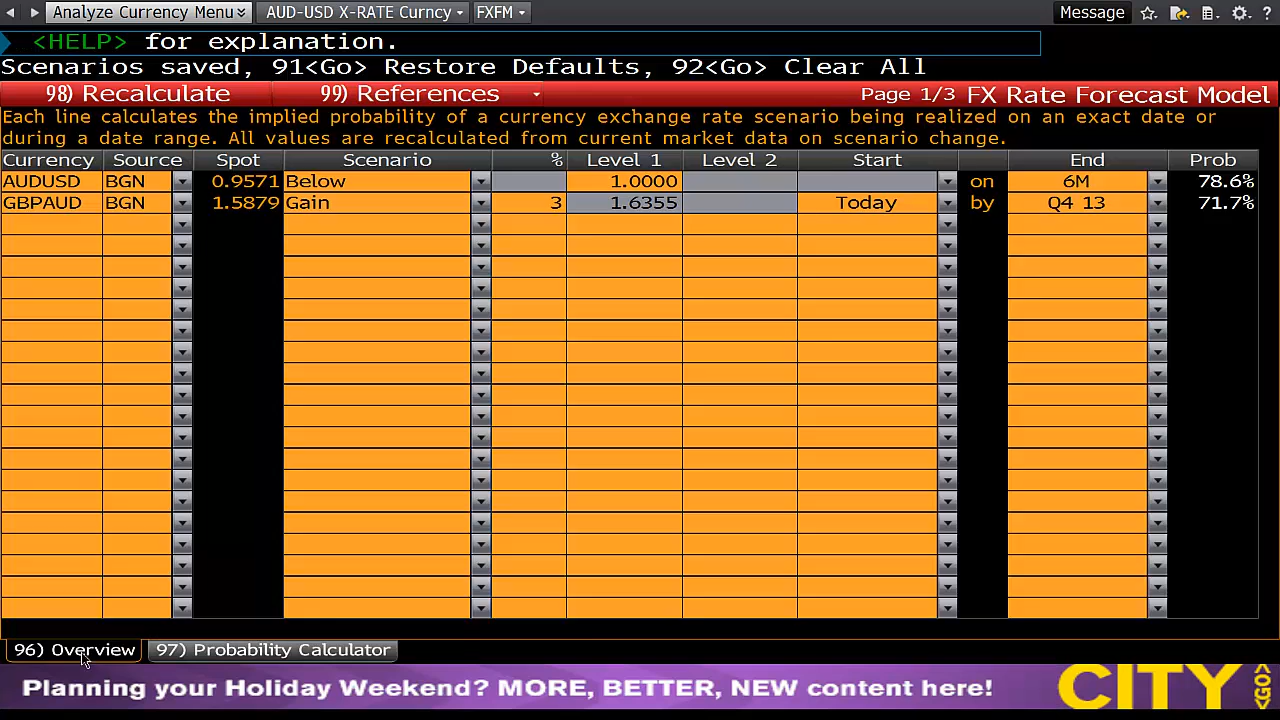 Analyze Currency Menu AUD-USD X-RATE Curncy FXFM Message ?
<HELP> for explanation.
Scenarios saved, 91<Go> Restore Defaults, 92<Go> Clear All
98) Recalculate 99) References Page 1/3 FX Rate Forecast Model
Each line calculates the implied probability of a currency exchange rate scenario being realized on an exact date or
during a date range. All values are recalculated from current market data on scenario change.
Currency Source Spot Scenario % Level 1 Level 2 Start End Prob
AUDUSD BGN 0.9571 Below 1.0000 on 6M 78.6%
GBPAUD BGN 1.5879 Gain 3 1.6355 Today by Q4 13 71.7%
96) Overview 97) Probability Calculator
Planning your Holiday Weekend? MORE, BETTER, NEW content here! CITY <GO>